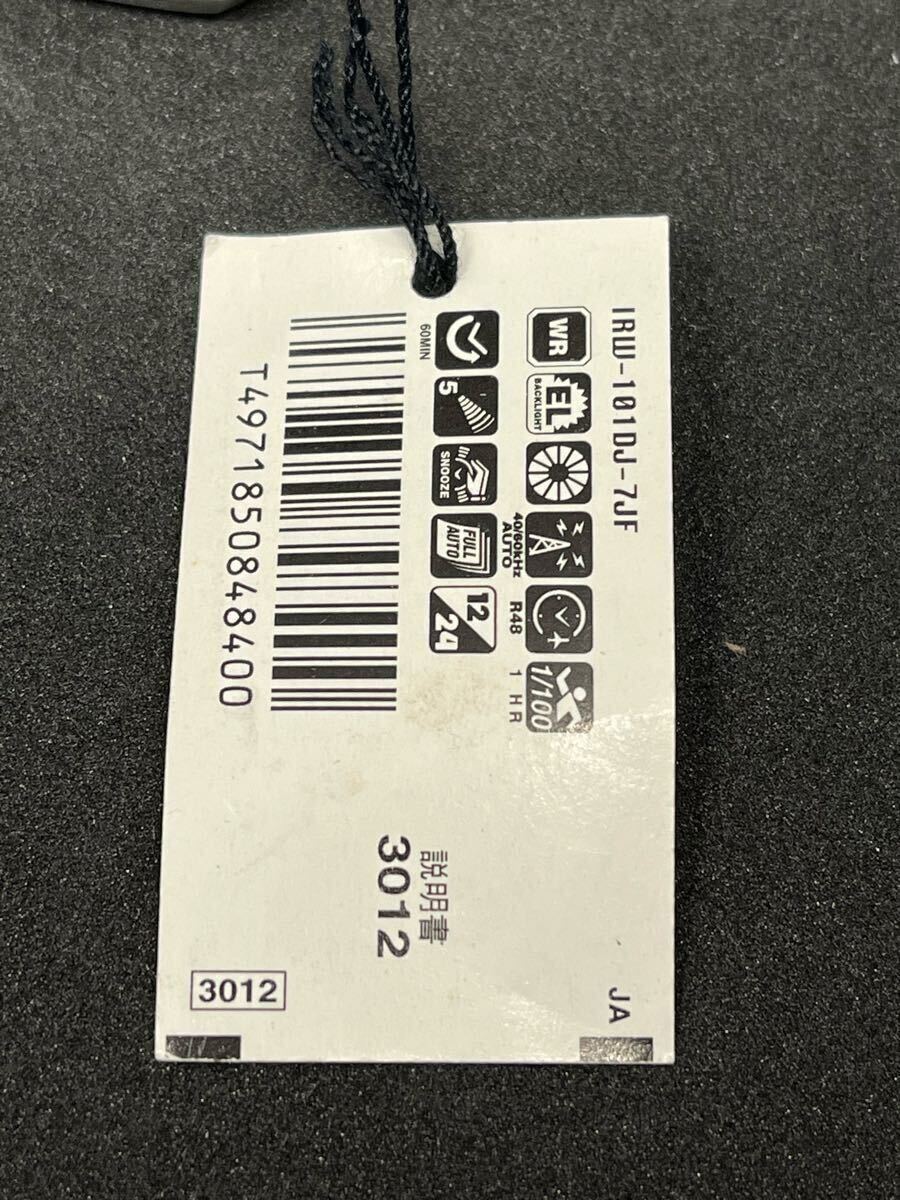 IRW-101DJ-7JF
WR
EL
BACKLIGHT
40/60kHz
AUTO
R48
1/100
1 HR
60MIN
5
SNOOZE
FULL
AUTO
12/24
T4971850848400
説明書
3012
JA
3012